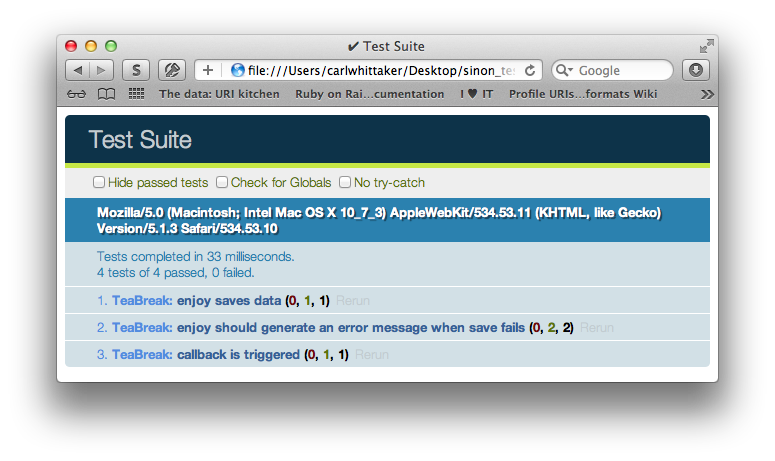 ✔ Test Suite
S
file:///Users/carlwhittaker/Desktop/sinon_te
Google
The data: URI kitchen Ruby on Rai...cumentation I ♥ IT Profile URIs...formats Wiki
Test Suite
Hide passed tests Check for Globals No try-catch
Mozilla/5.0 (Macintosh; Intel Mac OS X 10_7_3) AppleWebKit/534.53.11 (KHTML, like Gecko)
Version/5.1.3 Safari/534.53.10
Tests completed in 33 milliseconds.
4 tests of 4 passed, 0 failed.
1. TeaBreak: enjoy saves data (0, 1, 1) Rerun
2. TeaBreak: enjoy should generate an error message when save fails (0, 2, 2) Rerun
3. TeaBreak: callback is triggered (0, 1, 1) Rerun